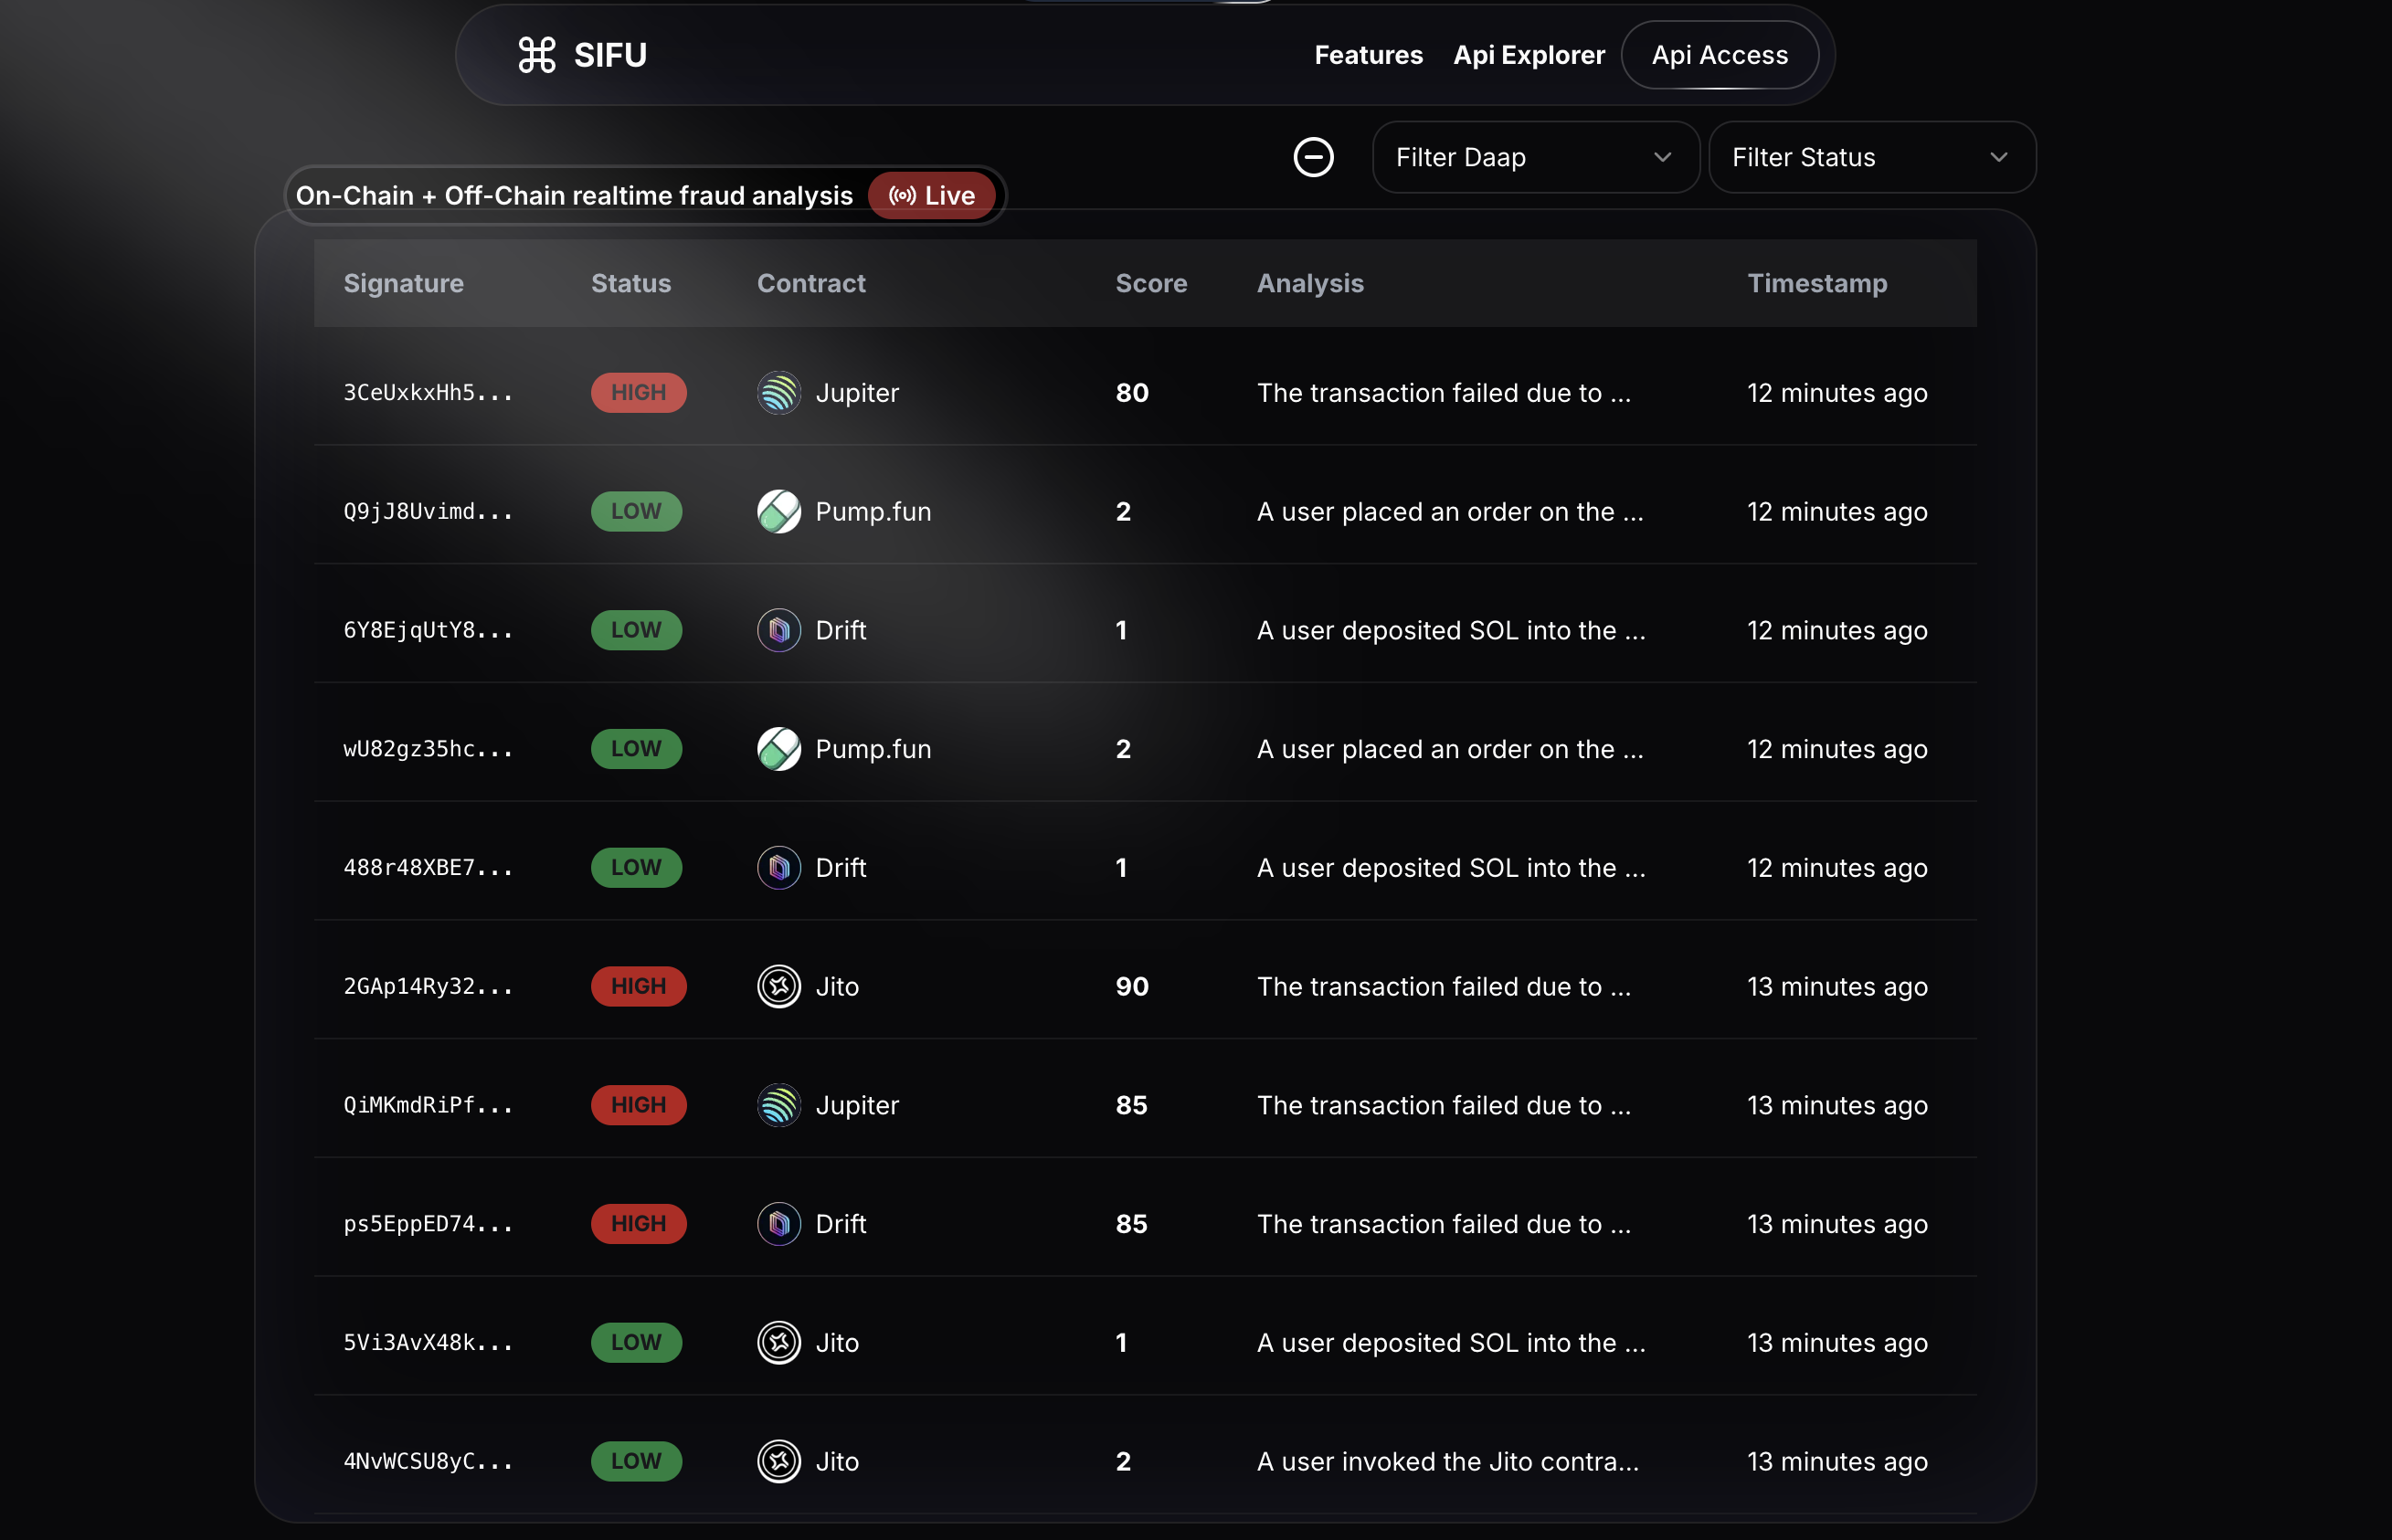 SIFU
Features Api Explorer Api Access
Filter Daap Filter Status
On-Chain + Off-Chain realtime fraud analysis Live
Signature Status Contract Score Analysis Timestamp
3CeUxkxHh5... HIGH Jupiter 80 The transaction failed due to ... 12 minutes ago
Q9jJ8Uvimd... LOW Pump.fun 2 A user placed an order on the ... 12 minutes ago
6Y8EjqUtY8... LOW Drift 1 A user deposited SOL into the ... 12 minutes ago
wU82gz35hc... LOW Pump.fun 2 A user placed an order on the ... 12 minutes ago
488r48XBE7... LOW Drift 1 A user deposited SOL into the ... 12 minutes ago
2GAp14Ry32... HIGH Jito 90 The transaction failed due to ... 13 minutes ago
QiMKmdRiPf... HIGH Jupiter 85 The transaction failed due to ... 13 minutes ago
ps5EppED74... HIGH Drift 85 The transaction failed due to ... 13 minutes ago
5Vi3AvX48k... LOW Jito 1 A user deposited SOL into the ... 13 minutes ago
4NvWCSU8yC... LOW Jito 2 A user invoked the Jito contra... 13 minutes ago